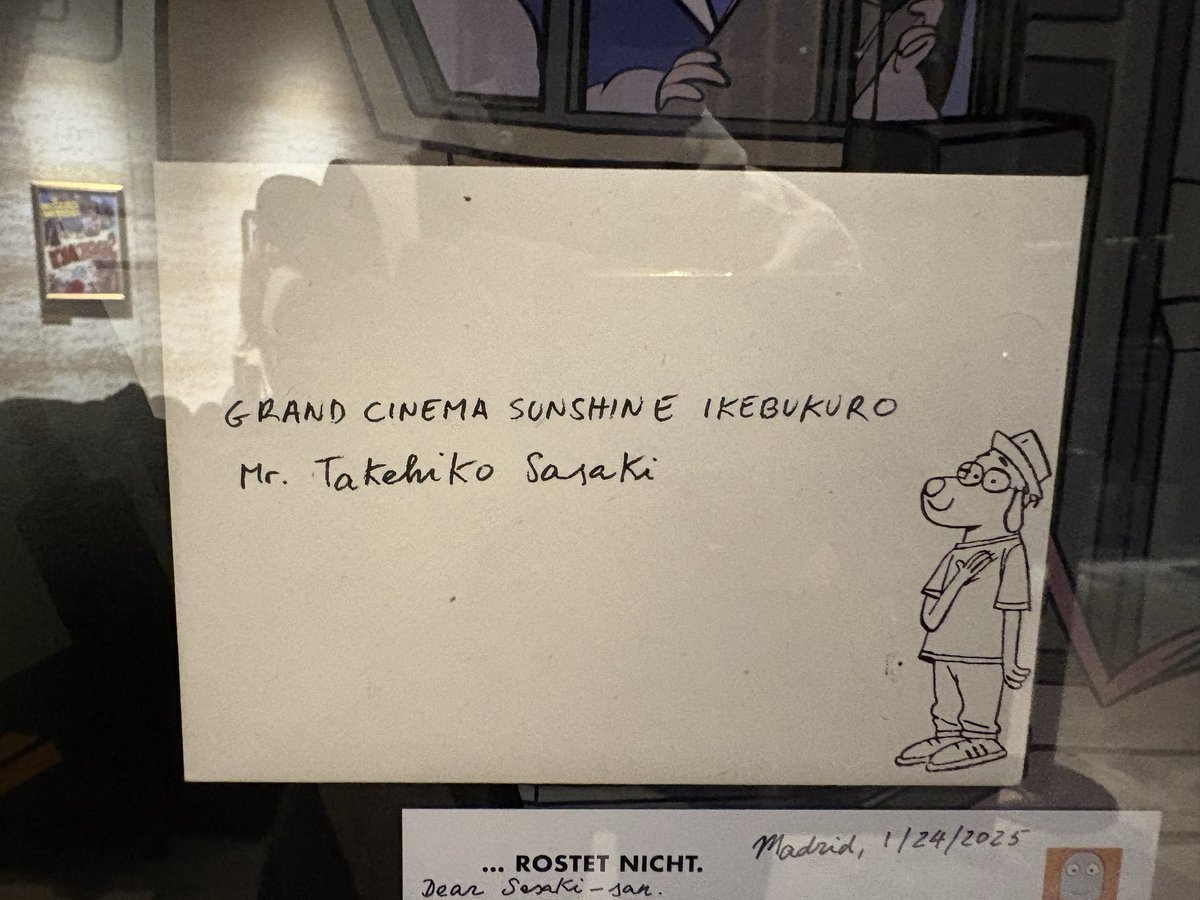 GRAND CINEMA SUNSHINE IKEBUKURO
Mr. Takehiko Sasaki
Madrid, 1/24/2025
... ROSTET NICHT.
Dear Sasaki-san.